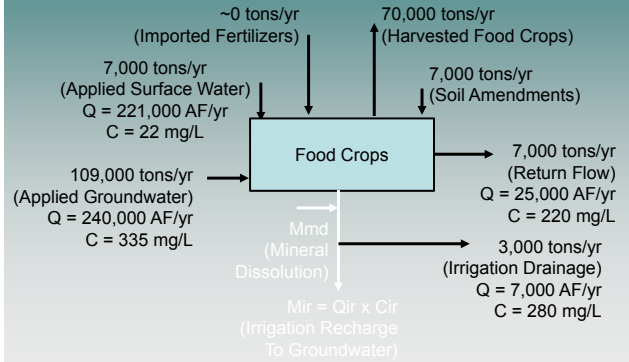 ~0 tons/yr
(Imported Fertilizers)
70,000 tons/yr
(Harvested Food Crops)
7,000 tons/yr
(Applied Surface Water)
Q = 221,000 AF/yr
C = 22 mg/L
7,000 tons/yr
(Soil Amendments)
Food Crops
109,000 tons/yr
(Applied Groundwater)
Q = 240,000 AF/yr
C = 335 mg/L
7,000 tons/yr
(Return Flow)
Q = 25,000 AF/yr
C = 220 mg/L
Mmd
(Mineral
Dissolution)
3,000 tons/yr
(Irrigation Drainage)
Q = 7,000 AF/yr
C = 280 mg/L
Mir = Qir x Cir
(Irrigation Recharge
To Groundwater)